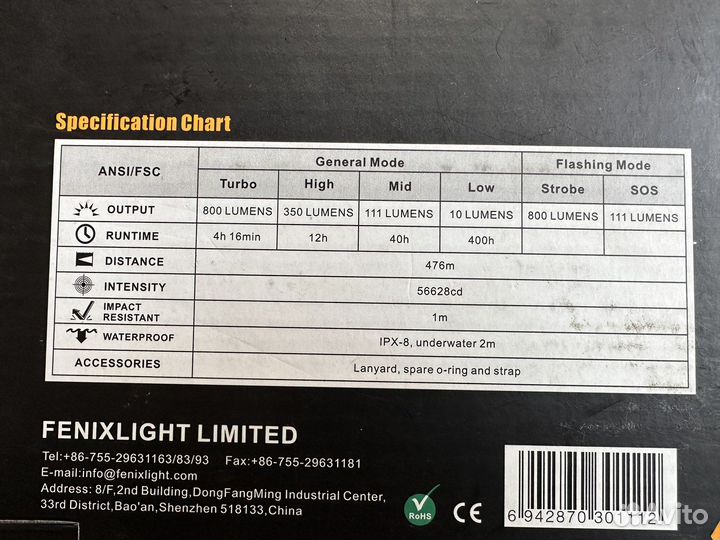 Specification Chart
ANSI/FSC General Mode Flashing Mode
Turbo High Mid Low Strobe SOS
OUTPUT 800 LUMENS 350 LUMENS 111 LUMENS 10 LUMENS 800 LUMENS 111 LUMENS
RUNTIME 4h 16min 12h 40h 400h
DISTANCE 476m
INTENSITY 56628cd
IMPACT RESISTANT 1m
WATERPROOF IPX-8, underwater 2m
ACCESSORIES Lanyard, spare o-ring and strap
FENIXLIGHT LIMITED
Tel:+86-755-29631163/83/93 Fax:+86-755-29631181
E-mail:info@fenixlight.com
Address: 8/F,2nd Building,DongFangMing Industrial Center,
33rd District,Bao'an,Shenzhen 518133,China
RoHS
CE
6 942870 301112
Avito